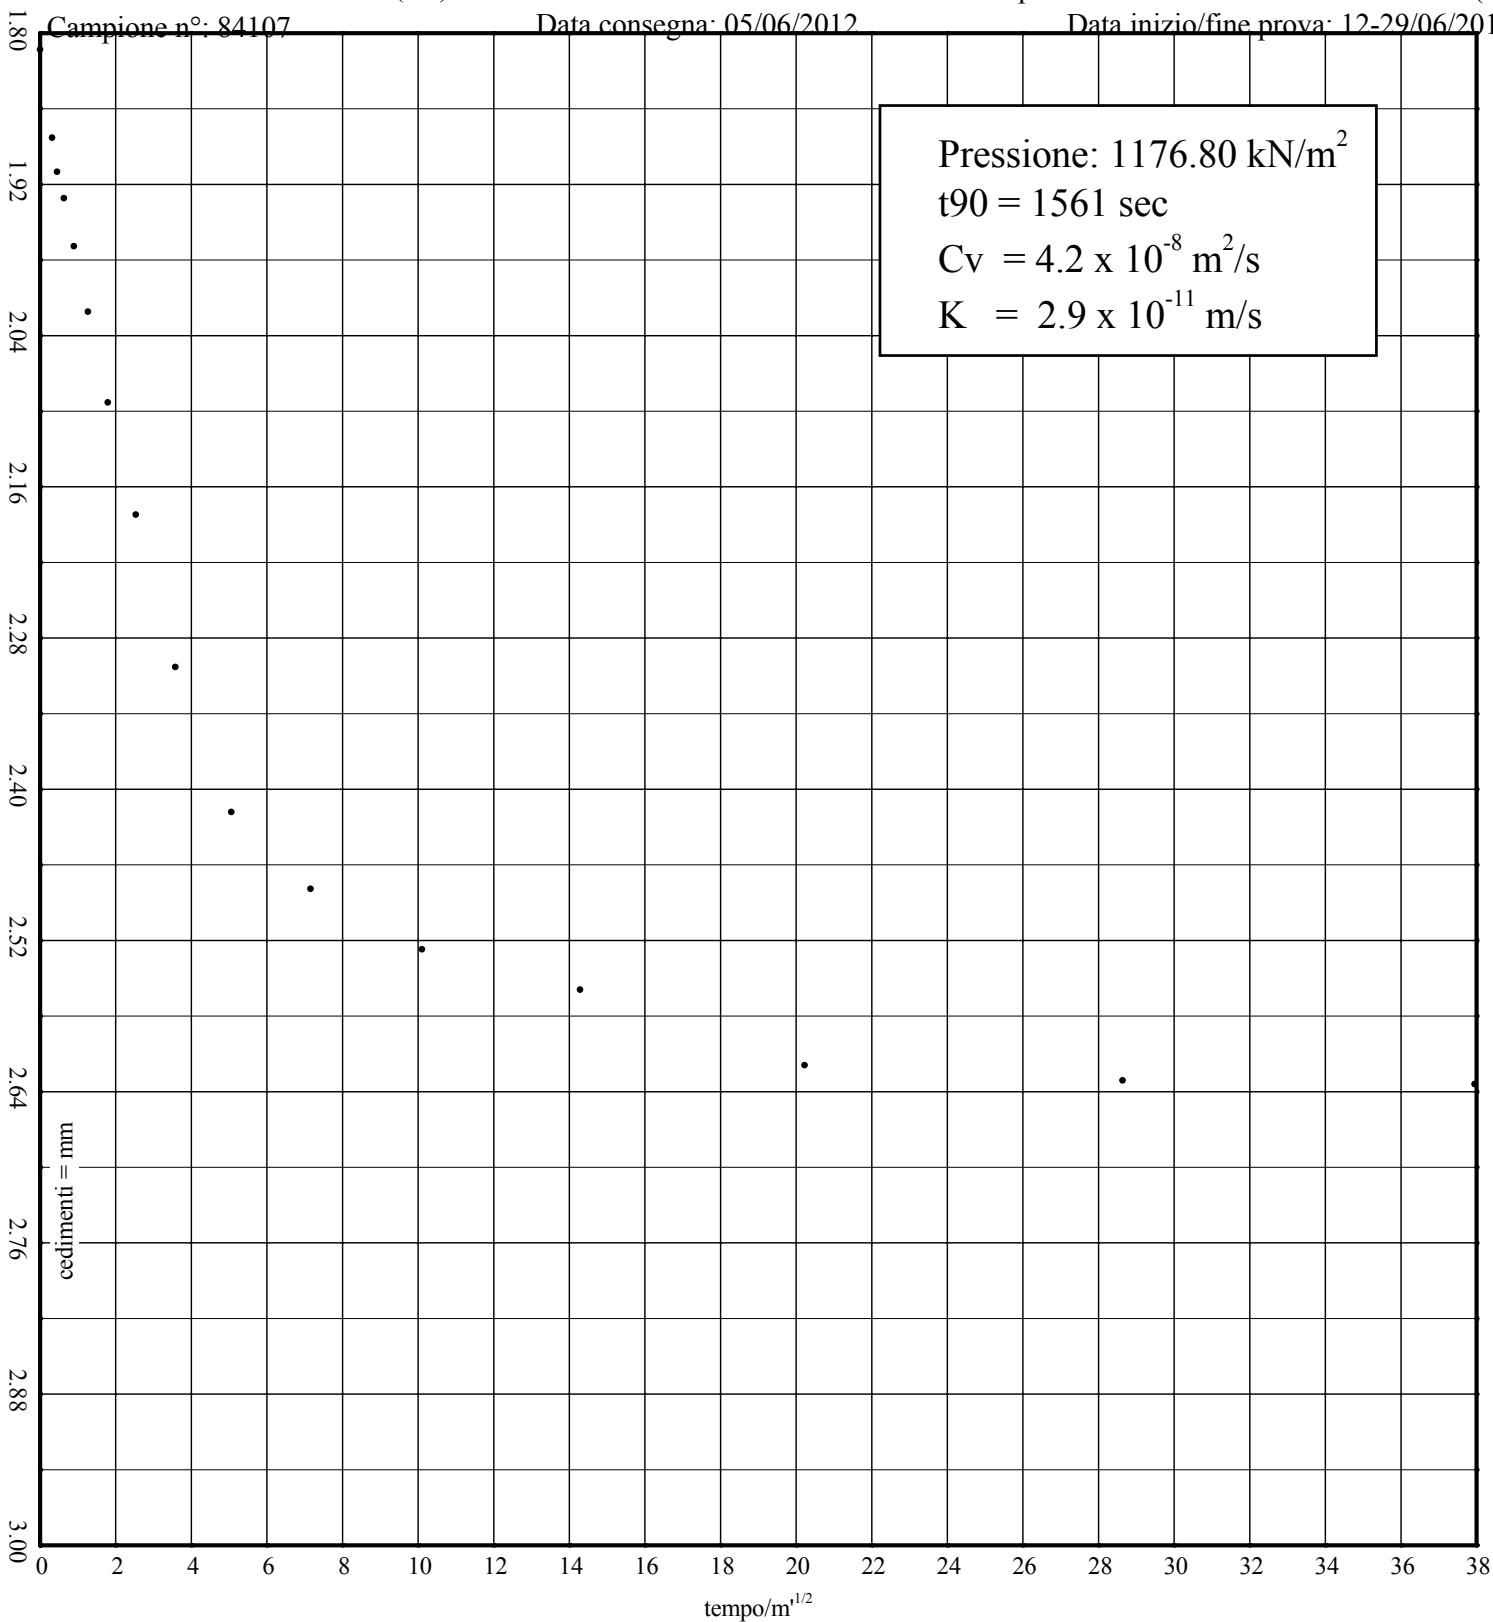 Campione n°: 84107 Data consegna: 05/06/2012 Data inizio/fine prova: 12-29/06/201
Pressione: 1176.80 kN/m²
t90 = 1561 sec
Cv = 4.2 x 10⁻⁸ m²/s
K = 2.9 x 10⁻¹¹ m/s
1.80
1.92
2.04
2.16
2.28
2.40
2.52
2.64
2.76
2.88
3.00
cedimenti = mm
0 2 4 6 8 10 12 14 16 18 20 22 24 26 28 30 32 34 36 38
tempo/m'¹/²